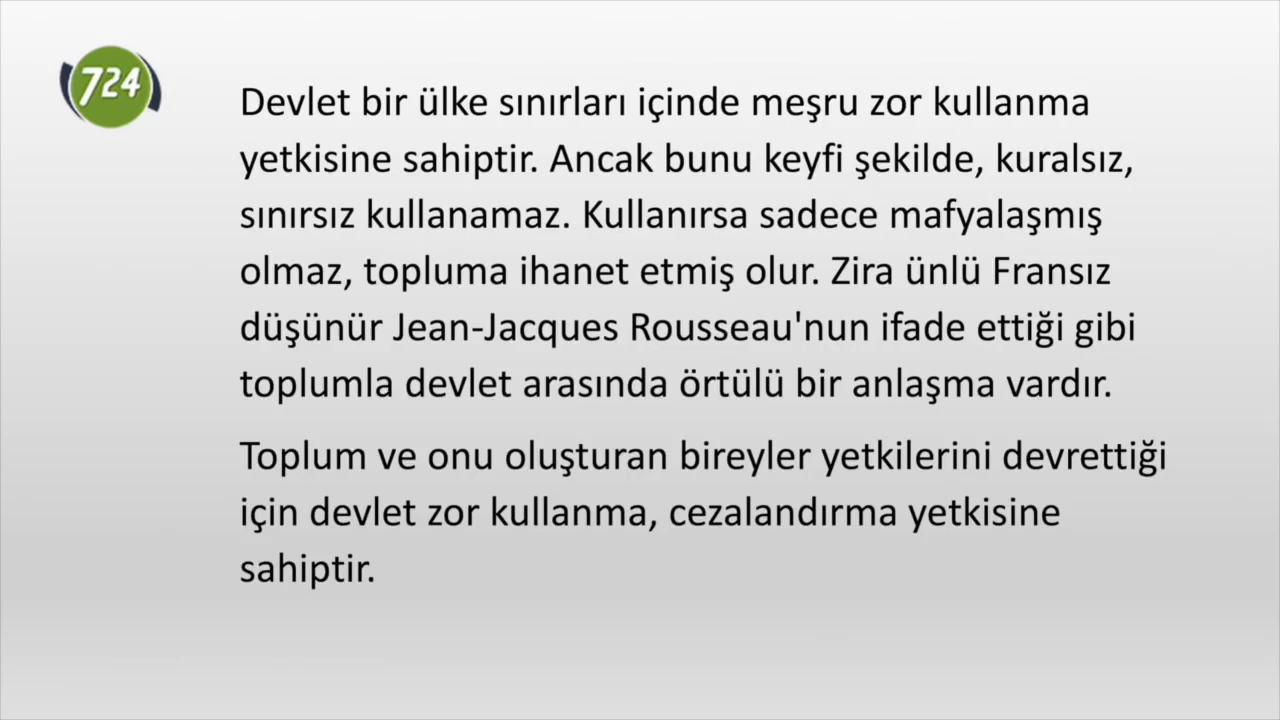 724
Devlet bir ülke sınırları içinde meşru zor kullanma
yetkisine sahiptir. Ancak bunu keyfi şekilde, kuralsız,
sınırsız kullanamaz. Kullanırsa sadece mafyalaşmış
olmaz, topluma ihanet etmiş olur. Zira ünlü Fransız
düşünür Jean-Jacques Rousseau'nun ifade ettiği gibi
toplumla devlet arasında örtülü bir anlaşma vardır.
Toplum ve onu oluşturan bireyler yetkilerini devrettiği
için devlet zor kullanma, cezalandırma yetkisine
sahiptir.